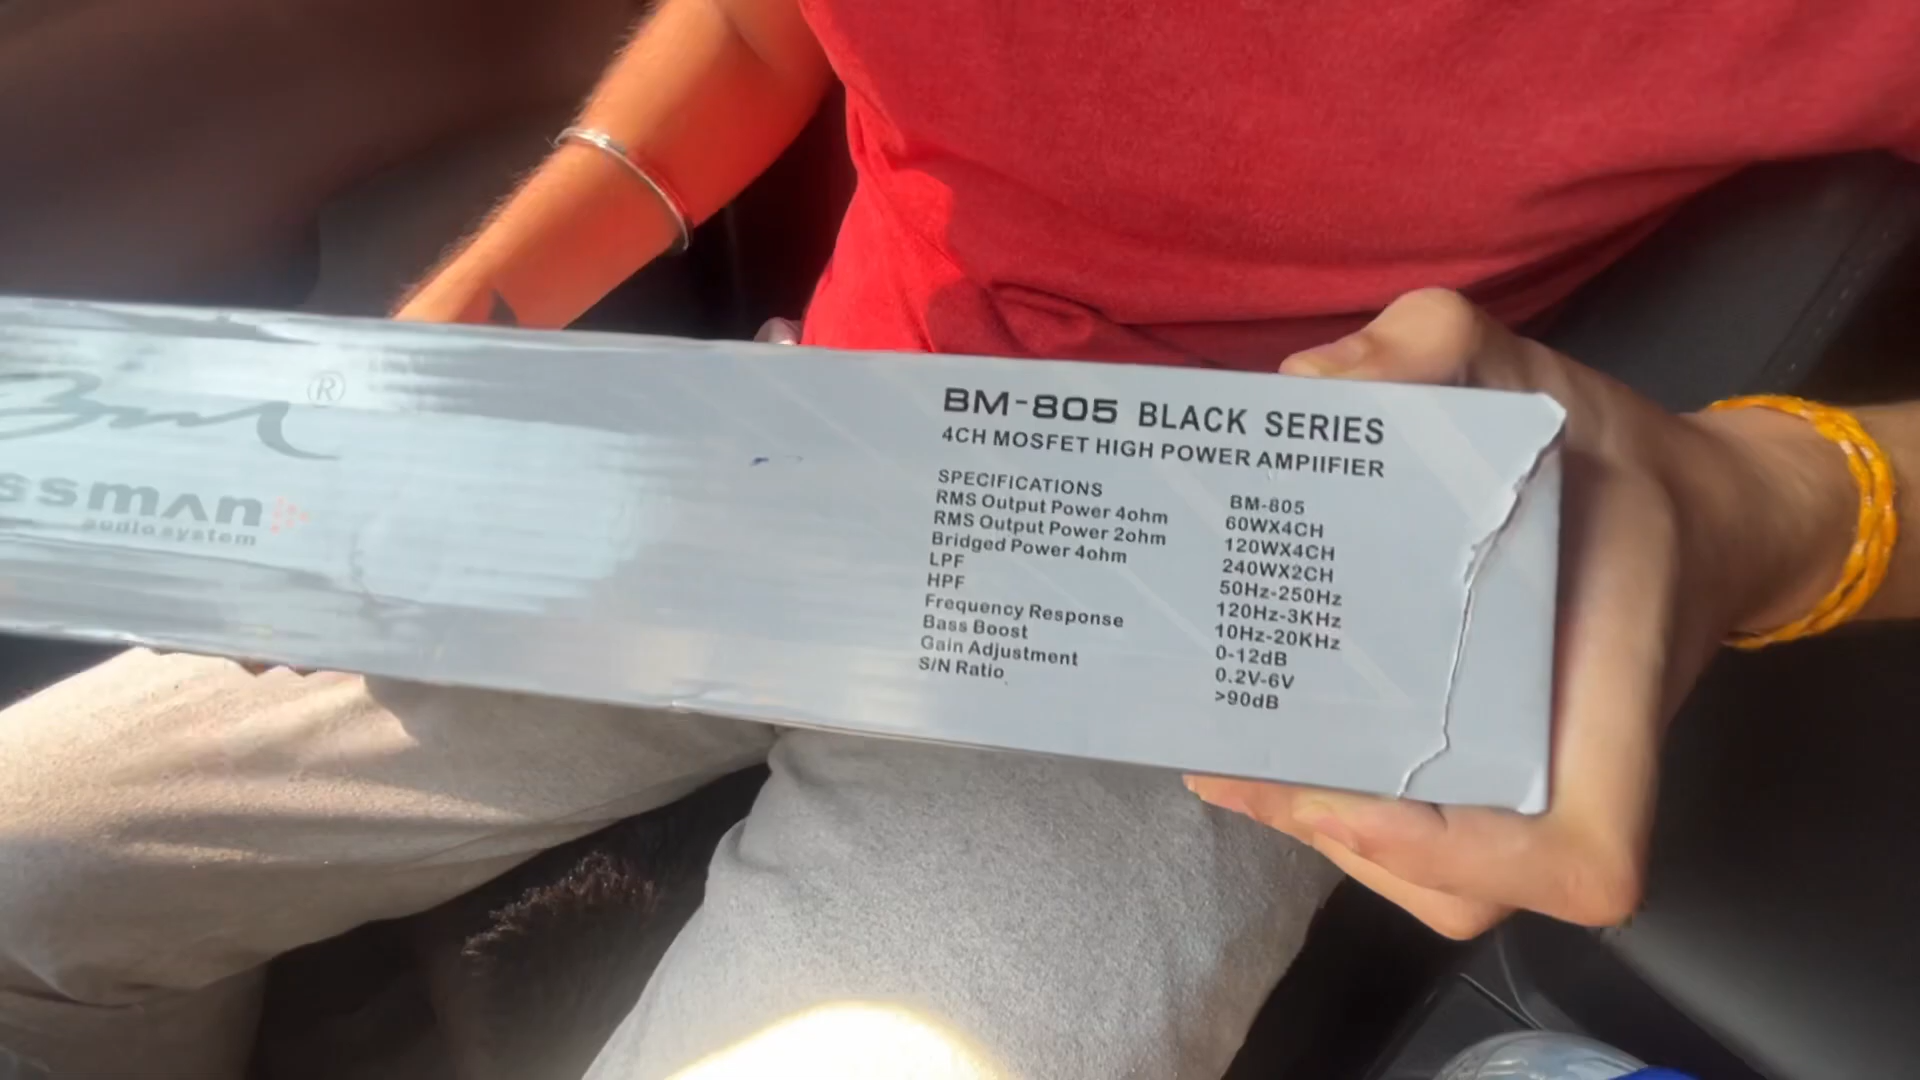 Bm®
ssman
audio system
BM-805 BLACK SERIES
4CH MOSFET HIGH POWER AMPIIFIER
SPECIFICATIONS BM-805
RMS Output Power 4ohm 60WX4CH
RMS Output Power 2ohm 120WX4CH
Bridged Power 4ohm 240WX2CH
LPF 50Hz-250Hz
HPF 120Hz-3KHz
Frequency Response 10Hz-20KHz
Bass Boost 0-12dB
Gain Adjustment 0.2V-6V
S/N Ratio >90dB